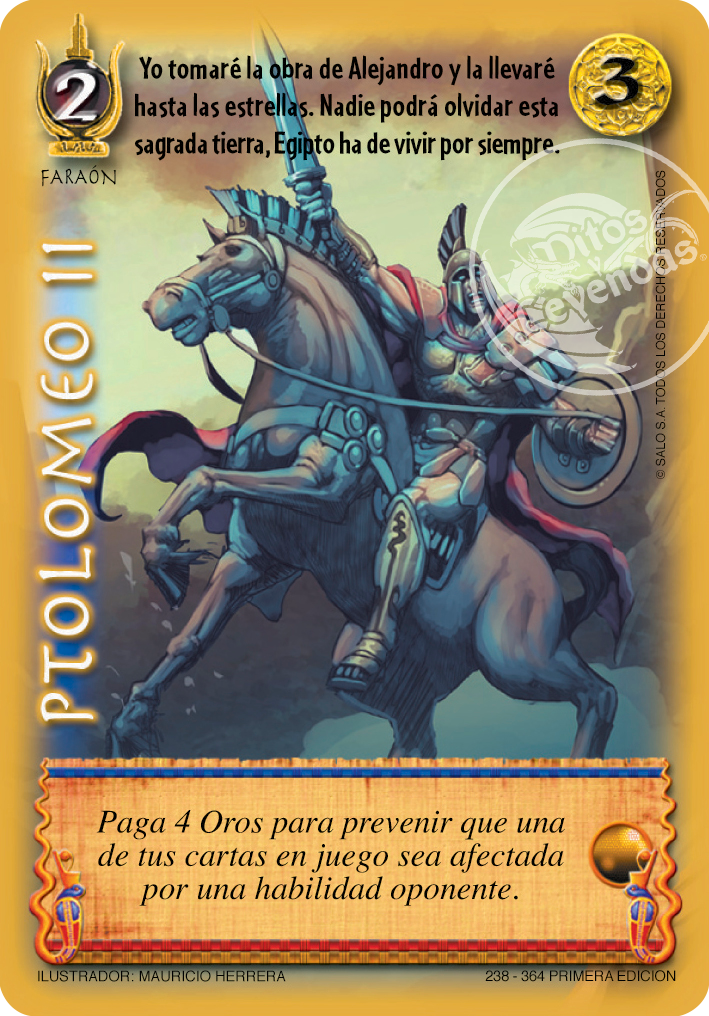 2
FARAÓN
Yo tomaré la obra de Alejandro y la llevaré
hasta las estrellas. Nadie podrá olvidar esta
sagrada tierra, Egipto ha de vivir por siempre.
3
Mitos
Leyendas®
PTOLOMEO II
© SALO S.A. TODOS LOS DERECHOS RESERVADOS
Paga 4 Oros para prevenir que una
de tus cartas en juego sea afectada
por una habilidad oponente.
ILUSTRADOR: MAURICIO HERRERA
238 - 364 PRIMERA EDICION